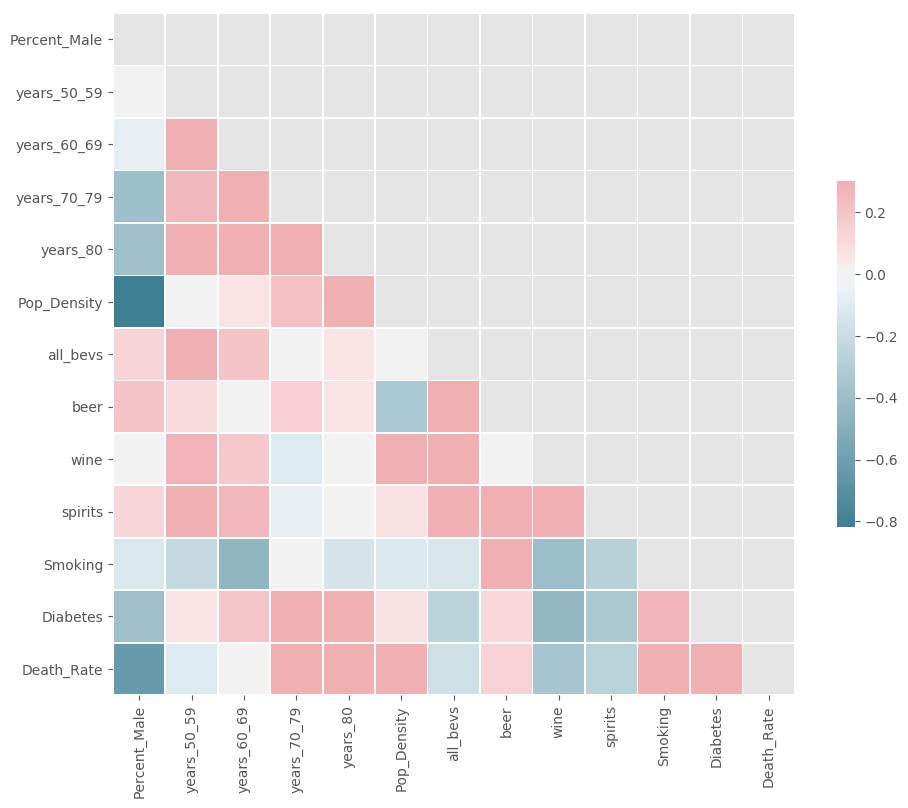 Percent_Male
years_50_59
years_60_69
years_70_79
years_80
Pop_Density
all_bevs
beer
wine
spirits
Smoking
Diabetes
Death_Rate
Percent_Male
years_50_59
years_60_69
years_70_79
years_80
Pop_Density
all_bevs
beer
wine
spirits
Smoking
Diabetes
Death_Rate
0.2
0.0
−0.2
−0.4
−0.6
−0.8